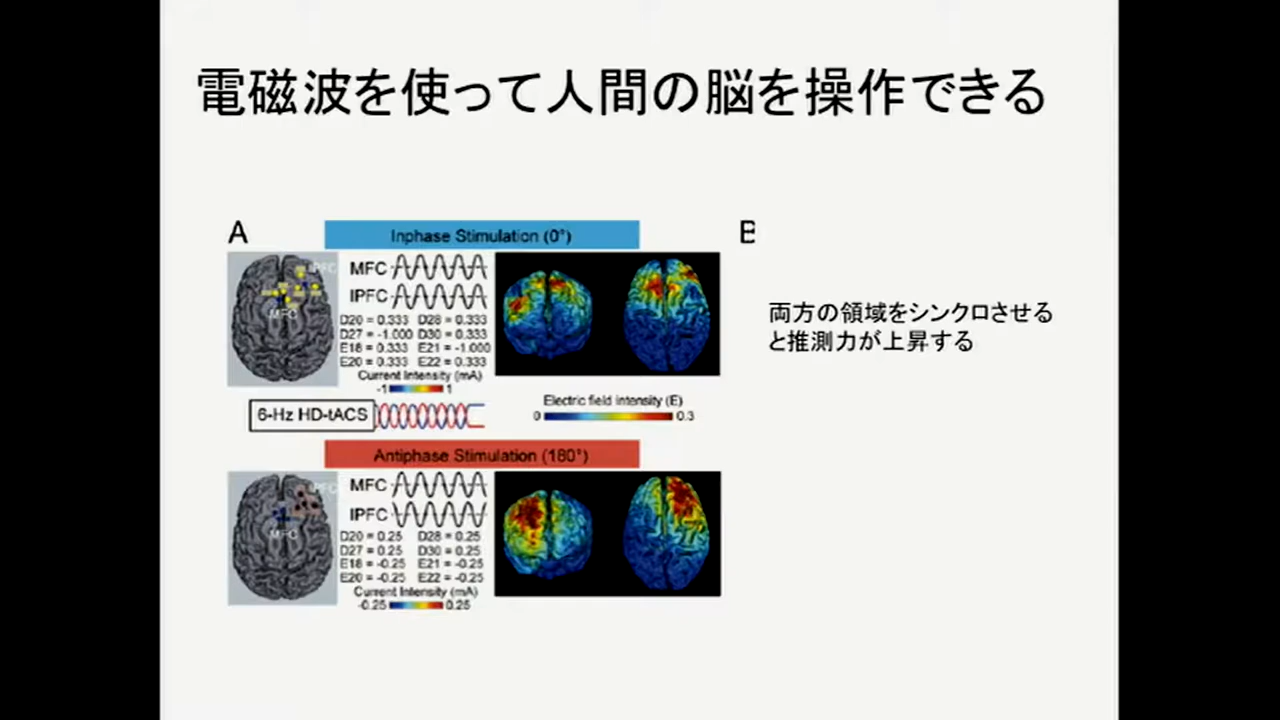 電磁波を使って人間の脳を操作できる
A
Inphase Stimulation (0°)
B
MFC
lPFC
MFC
D20 = 0.333 D28 = 0.333
D27 = -1.000 D30 = 0.333
E18 = 0.333 E21 = -1.000
E20 = 0.333 E22 = 0.333
Current Intensity (mA)
-1 1
両方の領域をシンクロさせる
と推測力が上昇する
6-Hz HD-tACS
Electric field intensity (E)
0 0.3
Antiphase Stimulation (180°)
MFC
lPFC
MFC
D20 = 0.25 D28 = 0.25
D27 = 0.25 D30 = 0.25
E18 = -0.25 E21 = -0.25
E20 = -0.25 E22 = -0.25
Current Intensity (mA)
-0.25 0.25